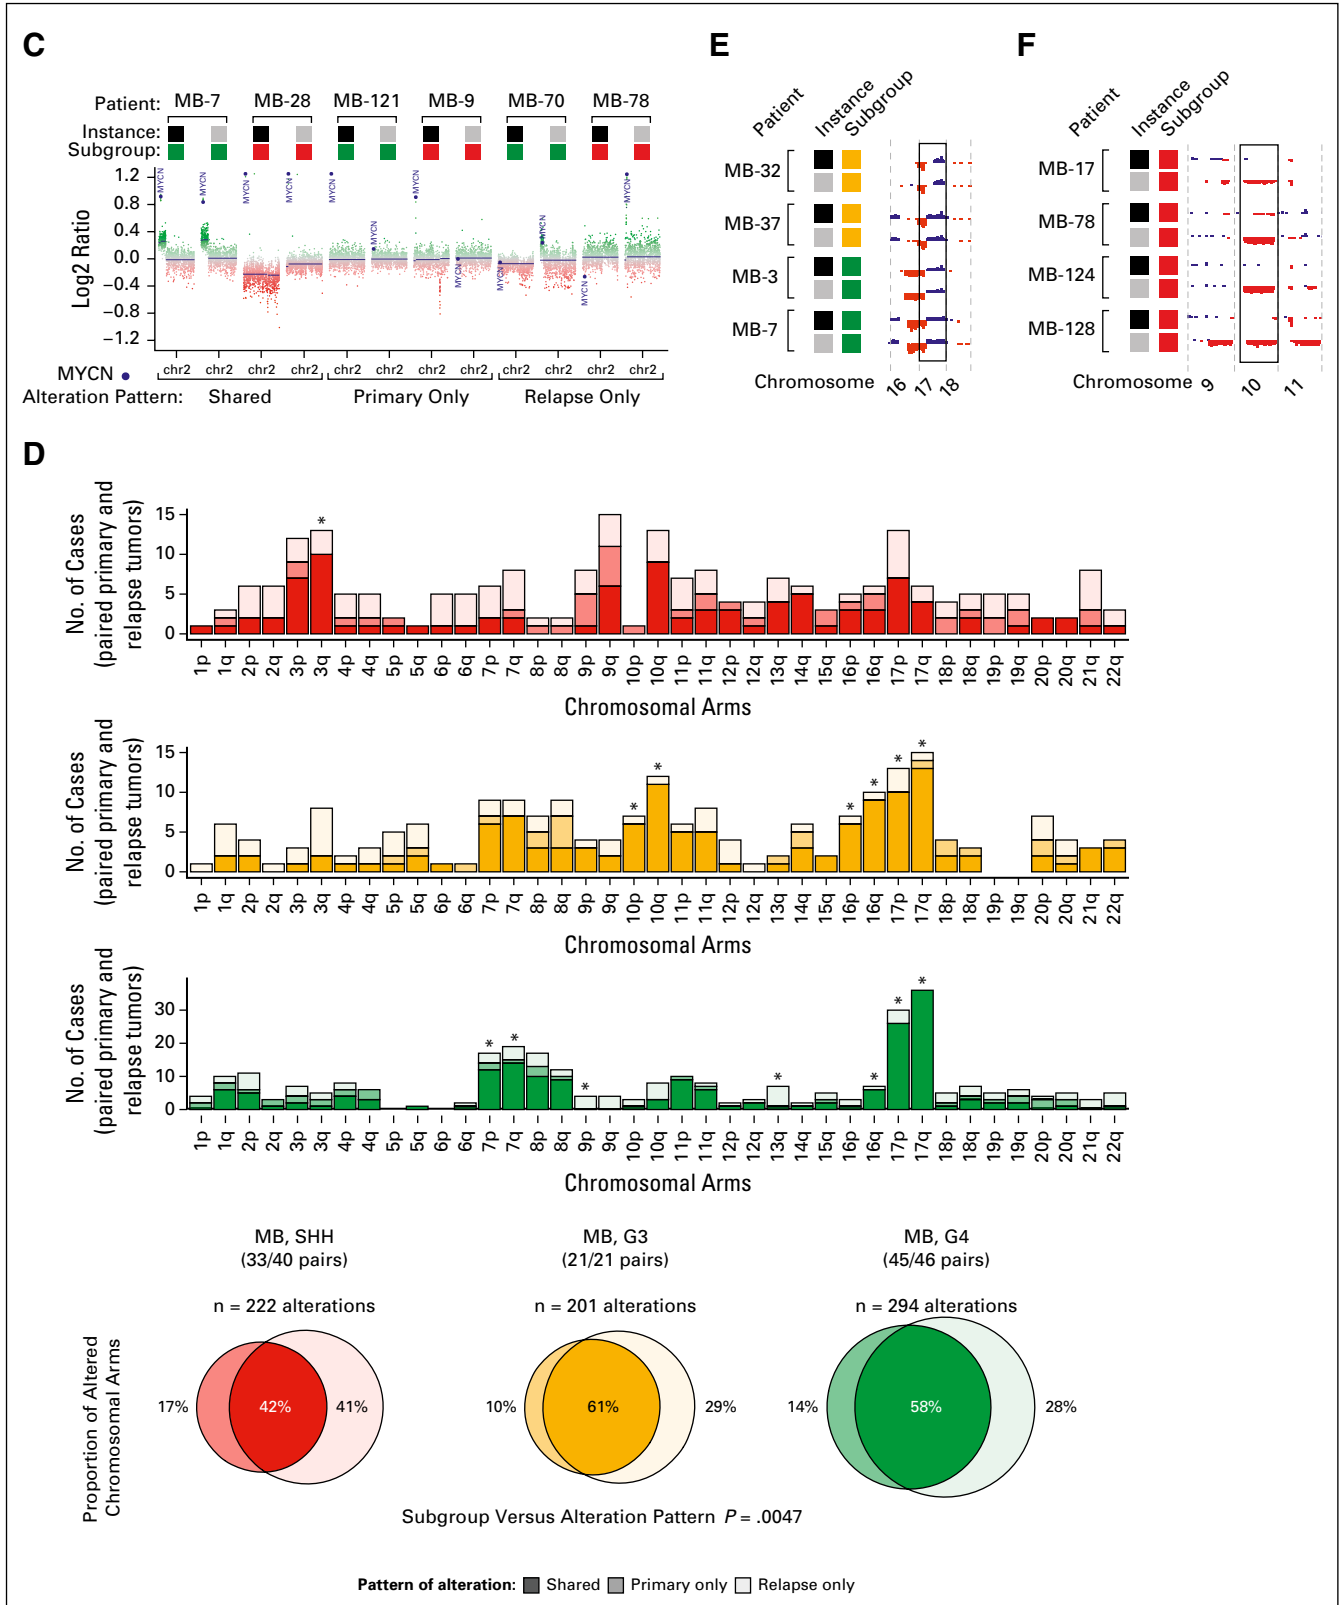 C
Patient: MB-7 MB-28 MB-121 MB-9 MB-70 MB-78
Instance:
Subgroup:
Log2 Ratio
1.2
0.8
0.4
0.0
−0.4
−0.8
−1.2
MYCN MYCN MYCN MYCN MYCN MYCN MYCN MYCN MYCN MYCN MYCN MYCN
chr2 chr2 chr2 chr2 chr2 chr2 chr2 chr2 chr2 chr2 chr2 chr2
MYCN
Alteration Pattern: Shared Primary Only Relapse Only
E
Patient Instance Subgroup
MB-32
MB-37
MB-3
MB-7
Chromosome 16 17 18
F
Patient Instance Subgroup
MB-17
MB-78
MB-124
MB-128
Chromosome 9 10 11
D
No. of Cases
(paired primary and
relapse tumors)
15
10
5
0
*
1p 1q 2p 2q 3p 3q 4p 4q 5p 5q 6p 6q 7p 7q 8p 8q 9p 9q 10p 10q 11p 11q 12p 12q 13q 14q 15q 16p 16q 17p 17q 18p 18q 19p 19q 20p 20q 21q 22q
Chromosomal Arms
No. of Cases
(paired primary and
relapse tumors)
15
10
5
0
* * * * * *
1p 1q 2p 2q 3p 3q 4p 4q 5p 5q 6p 6q 7p 7q 8p 8q 9p 9q 10p 10q 11p 11q 12p 12q 13q 14q 15q 16p 16q 17p 17q 18p 18q 19p 19q 20p 20q 21q 22q
Chromosomal Arms
No. of Cases
(paired primary and
relapse tumors)
30
20
10
0
* * * * * * *
1p 1q 2p 2q 3p 3q 4p 4q 5p 5q 6p 6q 7p 7q 8p 8q 9p 9q 10p 10q 11p 11q 12p 12q 13q 14q 15q 16p 16q 17p 17q 18p 18q 19p 19q 20p 20q 21q 22q
Chromosomal Arms
Proportion of Altered
Chromosomal Arms
MB, SHH
(33/40 pairs)
n = 222 alterations
17% 42% 41%
MB, G3
(21/21 pairs)
n = 201 alterations
10% 61% 29%
MB, G4
(45/46 pairs)
n = 294 alterations
14% 58% 28%
Subgroup Versus Alteration Pattern P = .0047
Pattern of alteration: Shared Primary only Relapse only